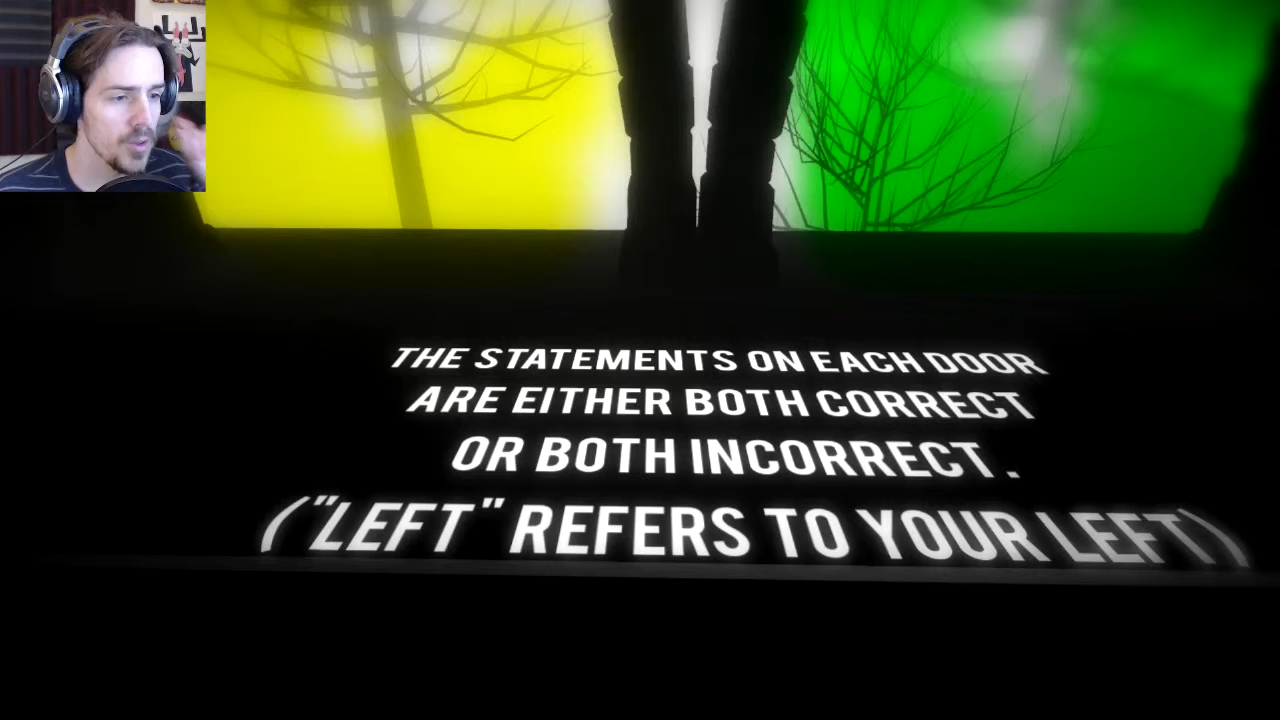 THE STATEMENTS ON EACH DOOR
ARE EITHER BOTH CORRECT
OR BOTH INCORRECT.
("LEFT" REFERS TO YOUR LEFT)